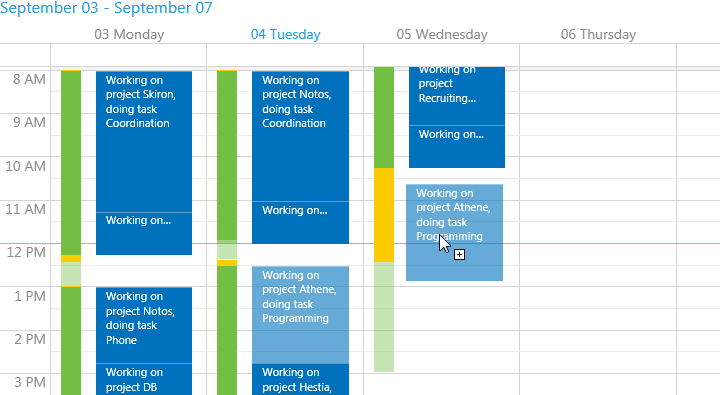 September 03 - September 07
03 Monday
04 Tuesday
05 Wednesday
06 Thursday
8 AM
9 AM
10 AM
11 AM
12 PM
1 PM
2 PM
3 PM
Working on
project Skiron,
doing task
Coordination
Working on...
Working on
project Notos,
doing task
Phone
Working on
project DB
Working on
project Notos,
doing task
Coordination
Working on...
Working on
project Athene,
doing task
Programming
Working on
project Hestia,
Working on
project
Recruiting...
Working on...
Working on
project Athene,
doing task
Programming